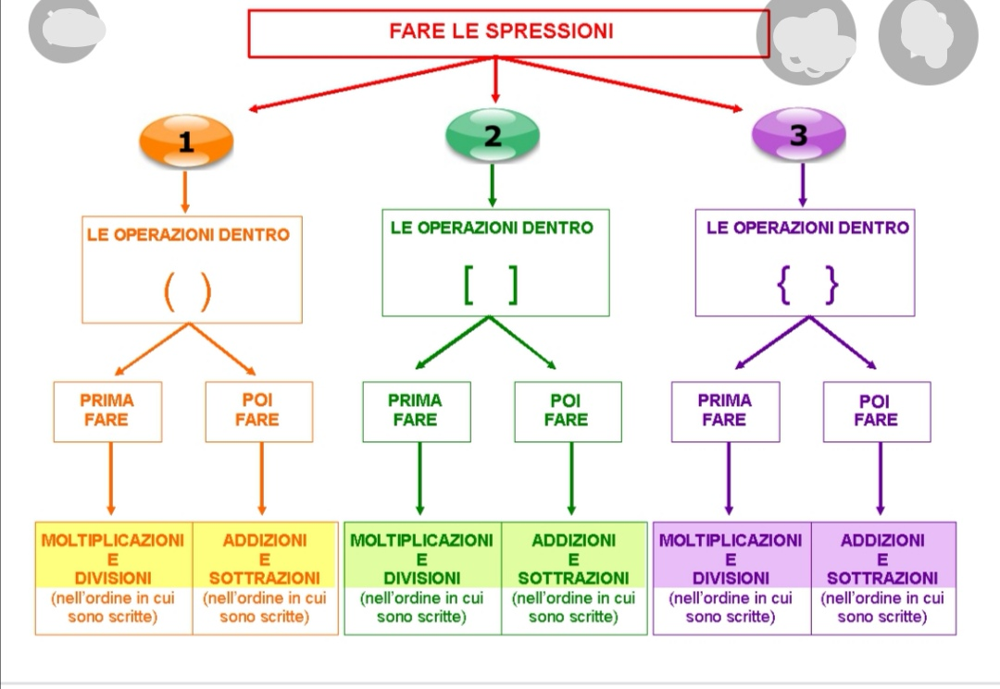 FARE LE SPRESSIONI
1
2
3
LE OPERAZIONI DENTRO
( )
LE OPERAZIONI DENTRO
[ ]
LE OPERAZIONI DENTRO
{ }
PRIMA
FARE
POI
FARE
PRIMA
FARE
POI
FARE
PRIMA
FARE
POI
FARE
MOLTIPLICAZIONI
E
DIVISIONI
(nell'ordine in cui
sono scritte)
ADDIZIONI
E
SOTTRAZIONI
(nell'ordine in cui
sono scritte)
MOLTIPLICAZIONI
E
DIVISIONI
(nell'ordine in cui
sono scritte)
ADDIZIONI
E
SOTTRAZIONI
(nell'ordine in cui
sono scritte)
MOLTIPLICAZIONI
E
DIVISIONI
(nell'ordine in cui
sono scritte)
ADDIZIONI
E
SOTTRAZIONI
(nell'ordine in cui
sono scritte)